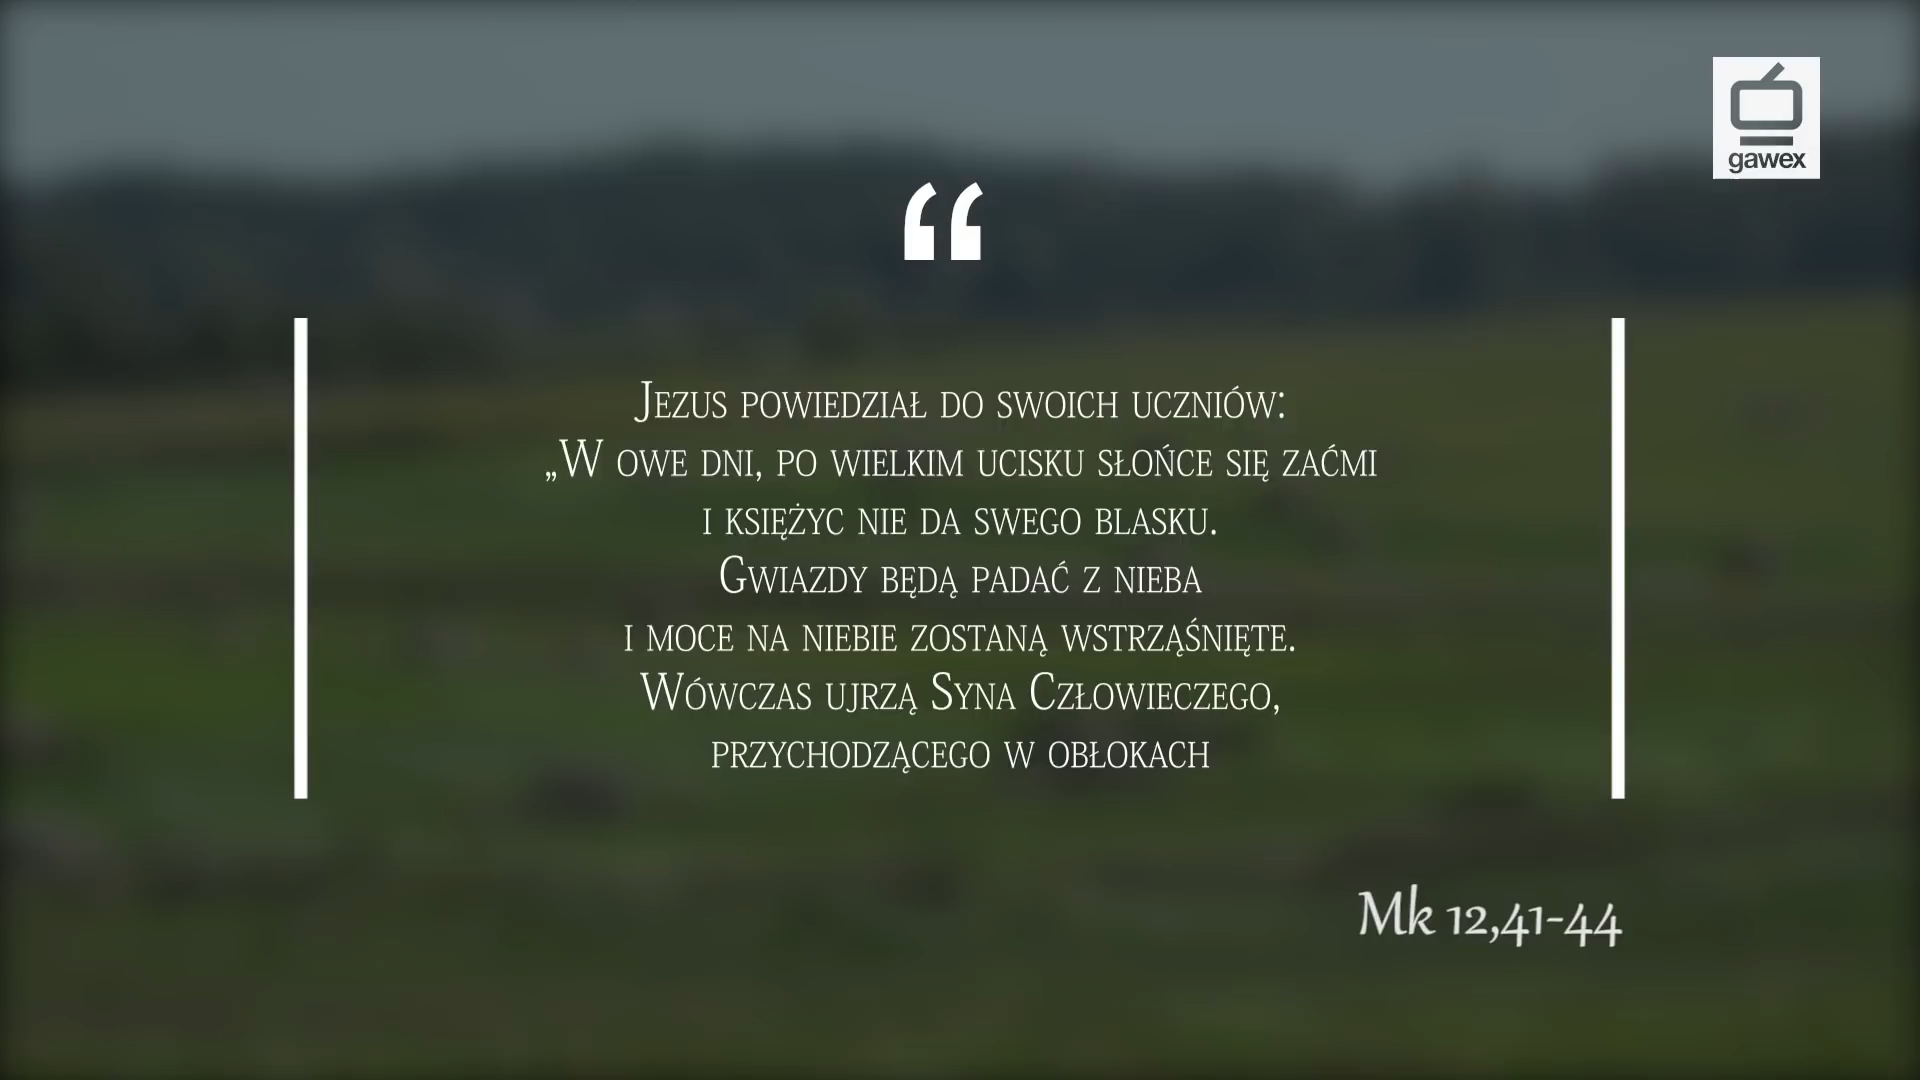 gawex
“
Jezus powiedział do swoich uczniów:
„W owe dni, po wielkim ucisku słońce się zaćmi
i księżyc nie da swego blasku.
Gwiazdy będą padać z nieba
i moce na niebie zostaną wstrząśnięte.
Wówczas ujrzą Syna Człowieczego,
przychodzącego w obłokach
Mk 12,41-44